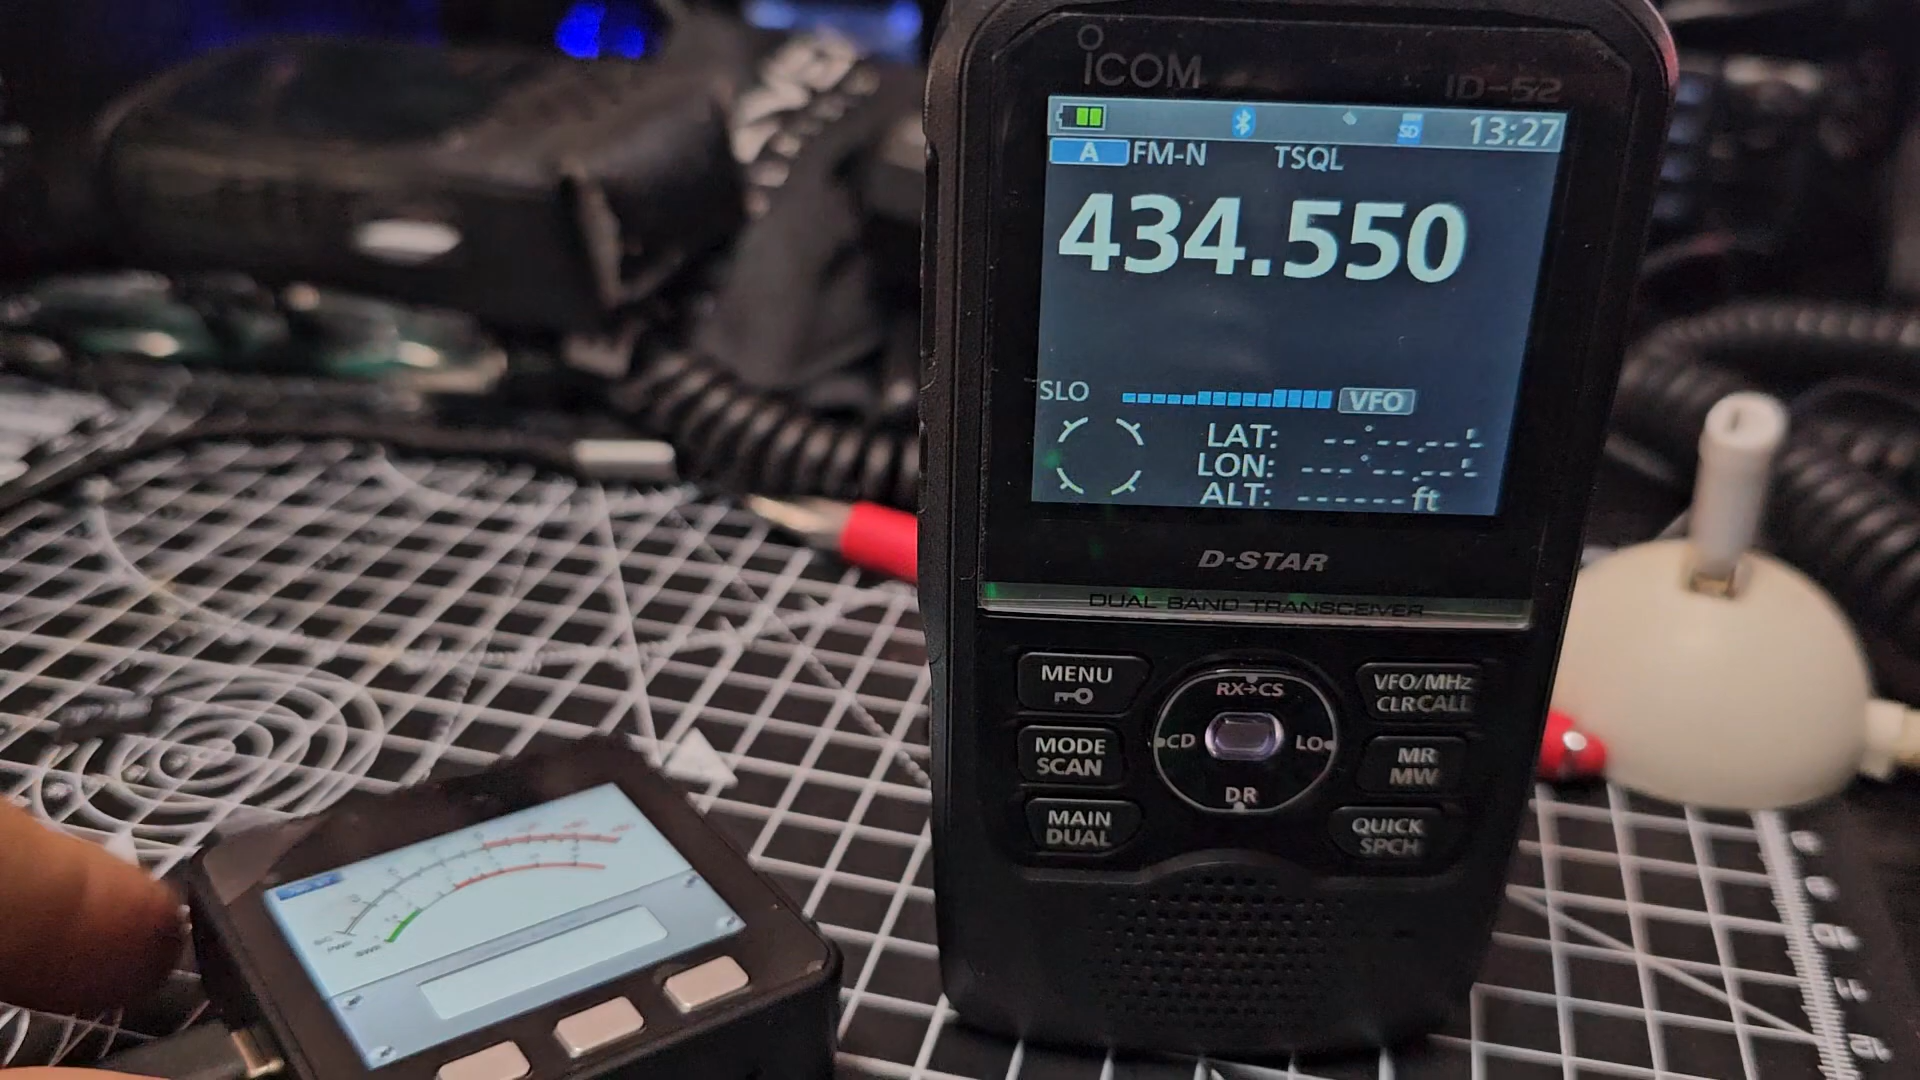 ICOM
ID-52
SD
13:27
A FM-N TSQL
434.550
SLO VFO
LAT: --°--.--'-
LON: ---°--.--'-
ALT: ------ft
D-STAR
DUAL BAND TRANSCEIVER
MENU
RX→CS
VFO/MHz
CLR CALL
MODE
SCAN
CD
LO
MR
MW
DR
MAIN
DUAL
QUICK
SPCH